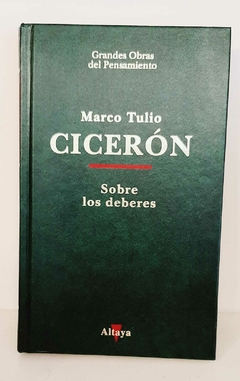 Grandes Obras
del Pensamiento
Marco Tulio
CICERÓN
Sobre
los deberes
Altaya